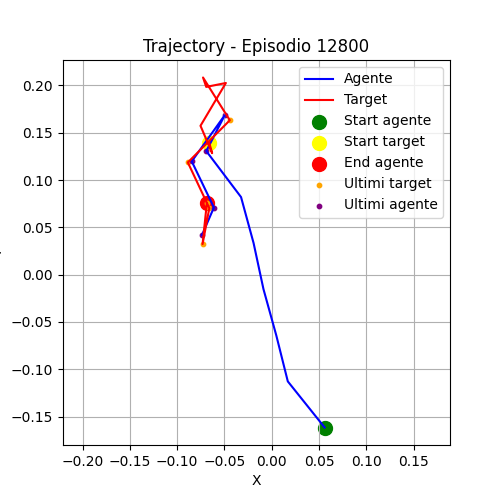 Trajectory - Episodio 12800
Agente
Target
Start agente
Start target
End agente
Ultimi target
Ultimi agente
0.20
0.15
0.10
0.05
0.00
−0.05
−0.10
−0.15
−0.20 −0.15 −0.10 −0.05 0.00 0.05 0.10 0.15
X